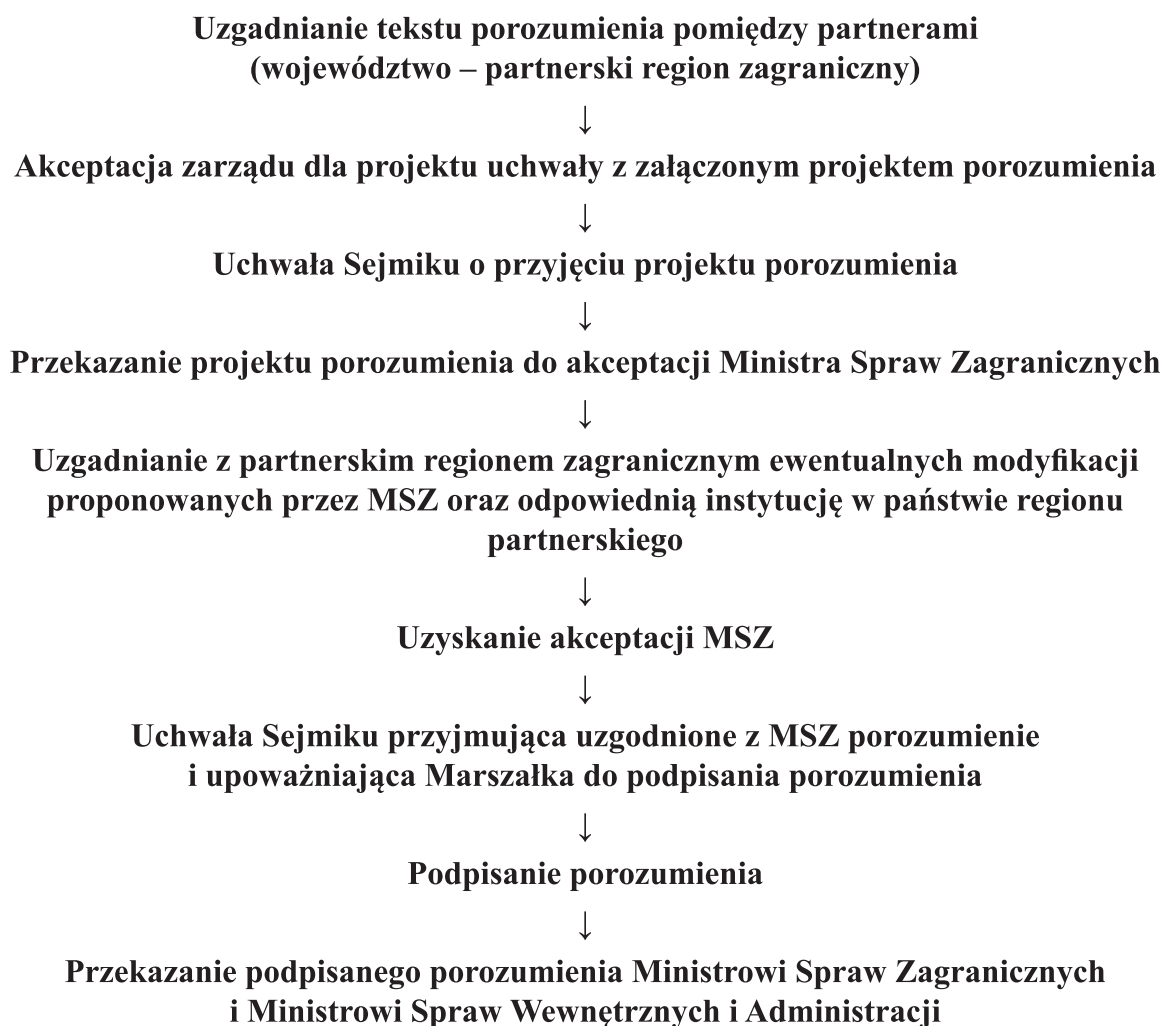 Uzgadnianie tekstu porozumienia pomiędzy partnerami
(województwo – partnerski region zagraniczny)
↓
Akceptacja zarządu dla projektu uchwały z załączonym projektem porozumienia
↓
Uchwała Sejmiku o przyjęciu projektu porozumienia
↓
Przekazanie projektu porozumienia do akceptacji Ministra Spraw Zagranicznych
↓
Uzgadnianie z partnerskim regionem zagranicznym ewentualnych modyfikacji
proponowanych przez MSZ oraz odpowiednią instytucję w państwie regionu
partnerskiego
↓
Uzyskanie akceptacji MSZ
↓
Uchwała Sejmiku przyjmująca uzgodnione z MSZ porozumienie
i upoważniająca Marszałka do podpisania porozumienia
↓
Podpisanie porozumienia
↓
Przekazanie podpisanego porozumienia Ministrowi Spraw Zagranicznych
i Ministrowi Spraw Wewnętrznych i Administracji